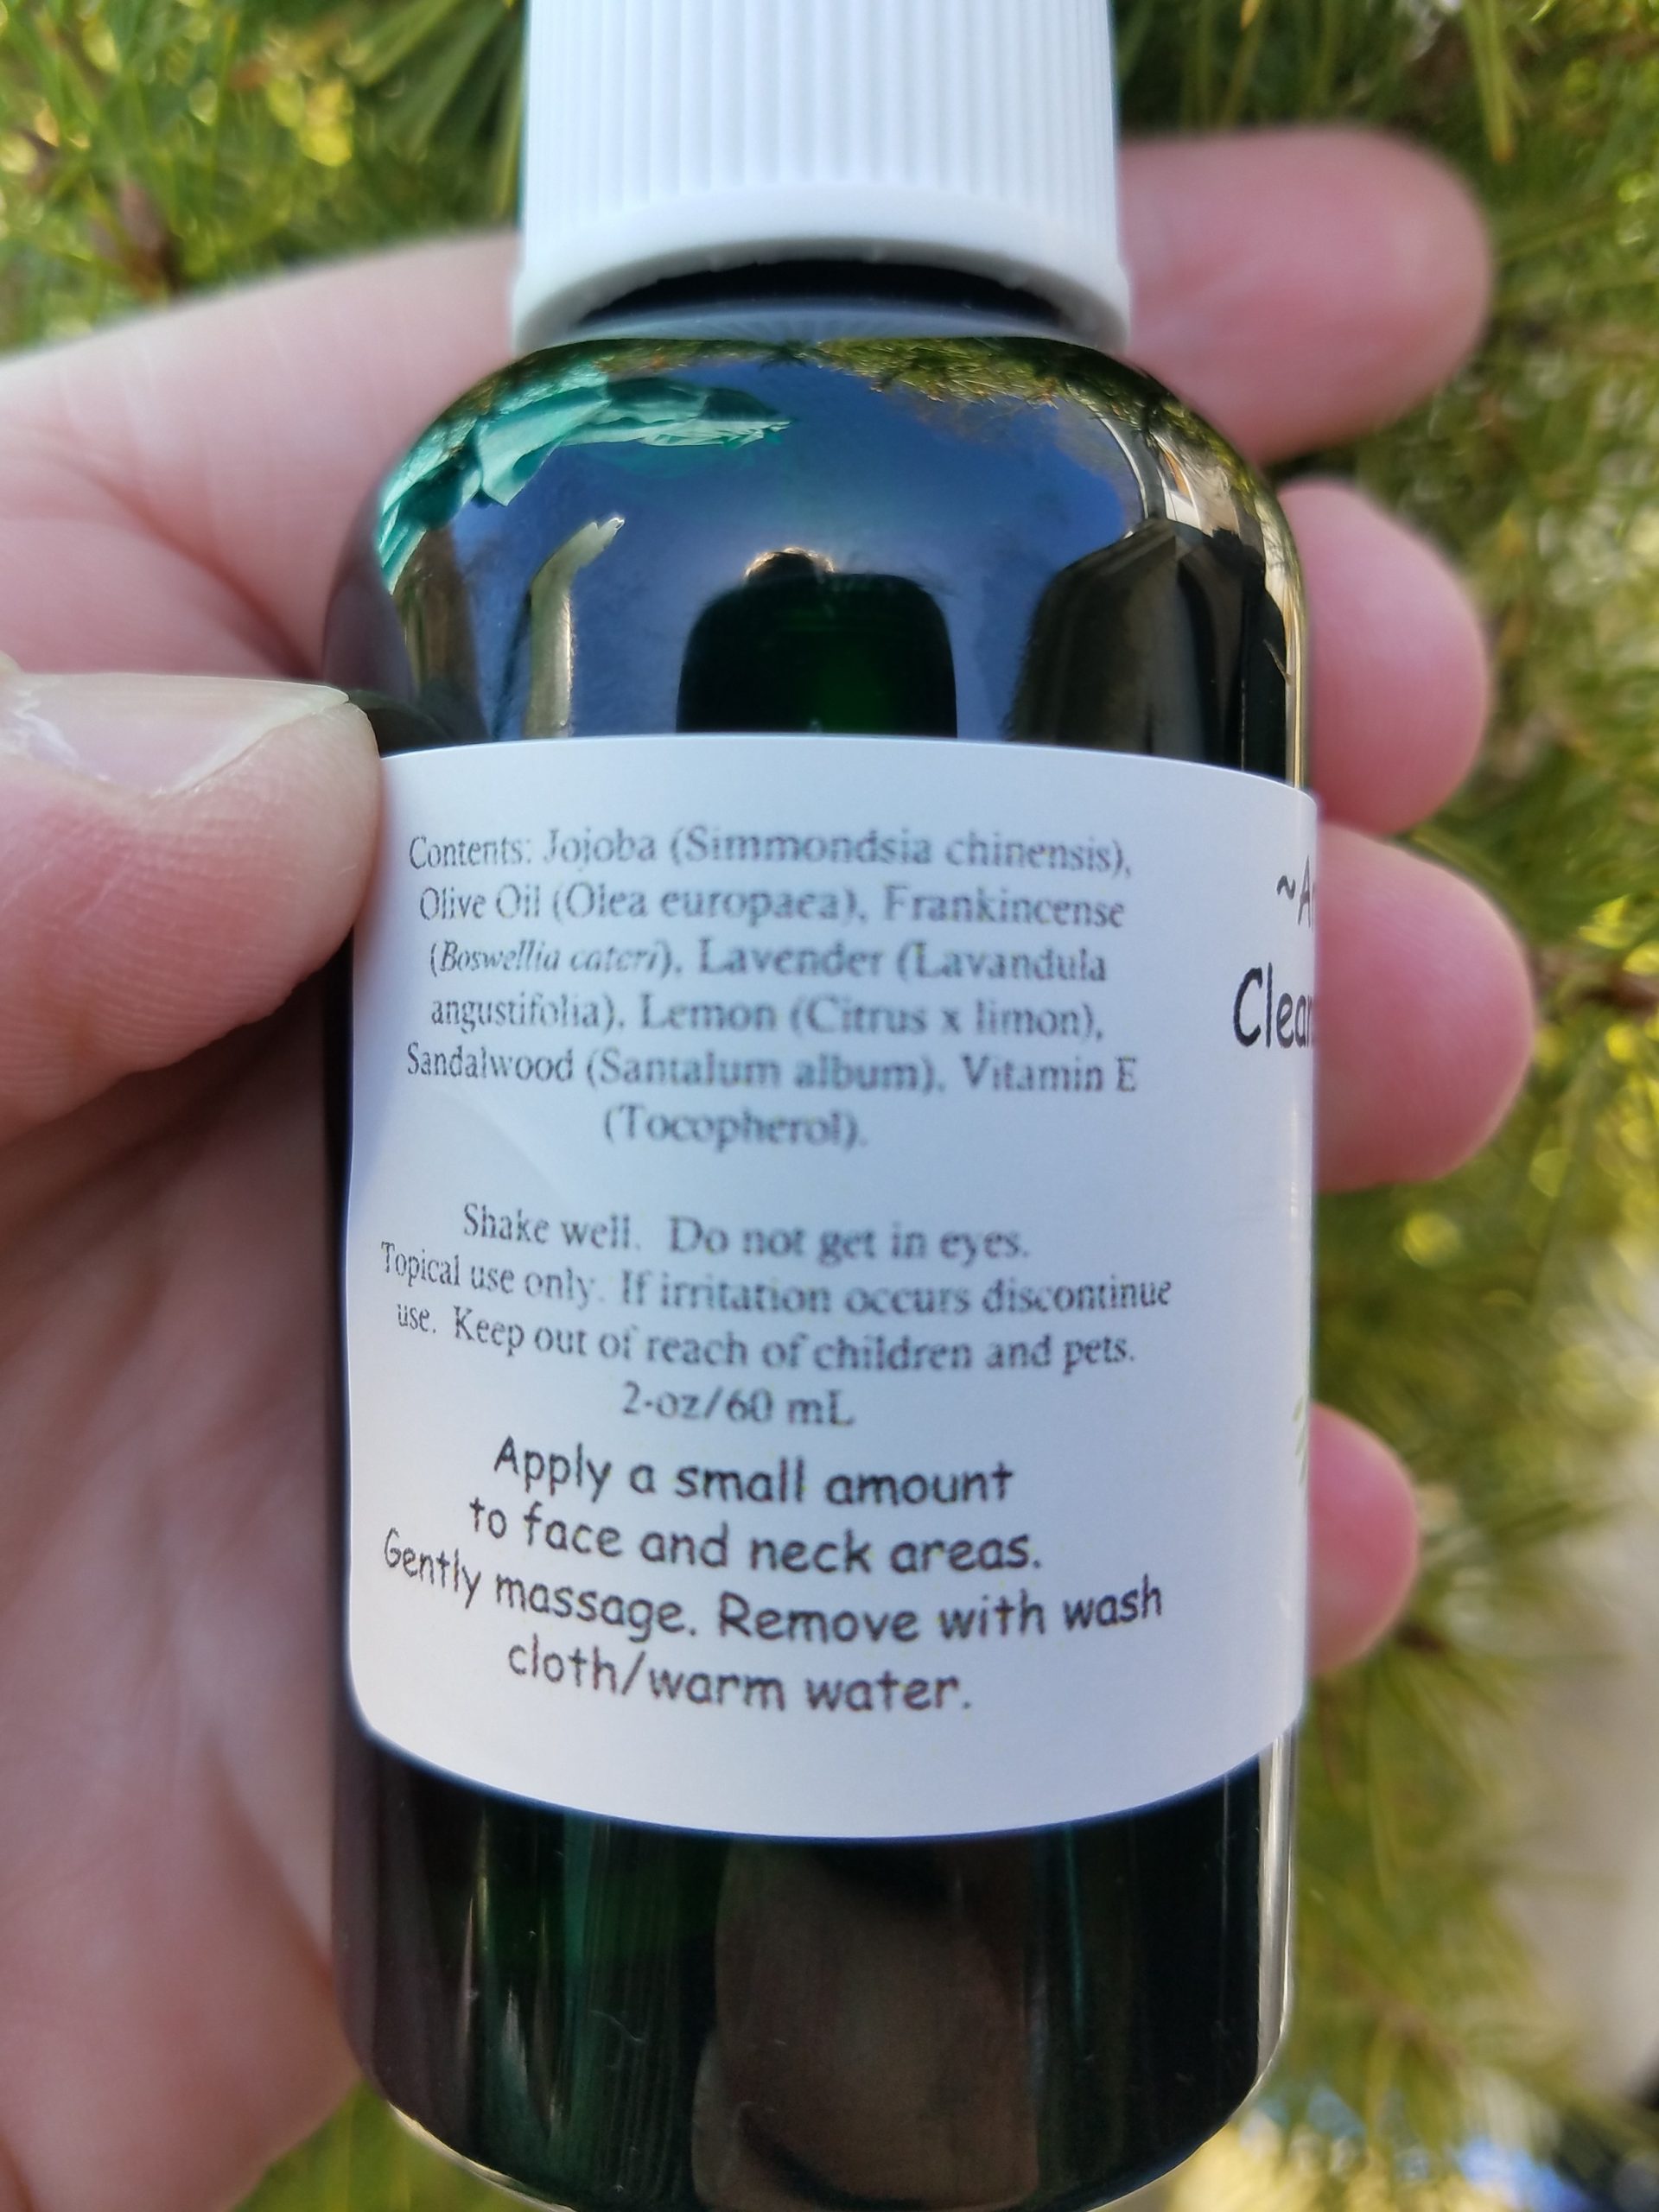 Contents: Jojoba (Simmondsia chinensis),
Olive Oil (Olea europaea), Frankincense
(Boswellia cateri), Lavender (Lavandula
angustifolia), Lemon (Citrus x limon),
Sandalwood (Santalum album), Vitamin E
(Tocopherol).
Shake well. Do not get in eyes.
Topical use only. If irritation occurs discontinue
use. Keep out of reach of children and pets.
2-oz/60 mL
Apply a small amount
to face and neck areas.
Gently massage. Remove with wash
cloth/warm water.